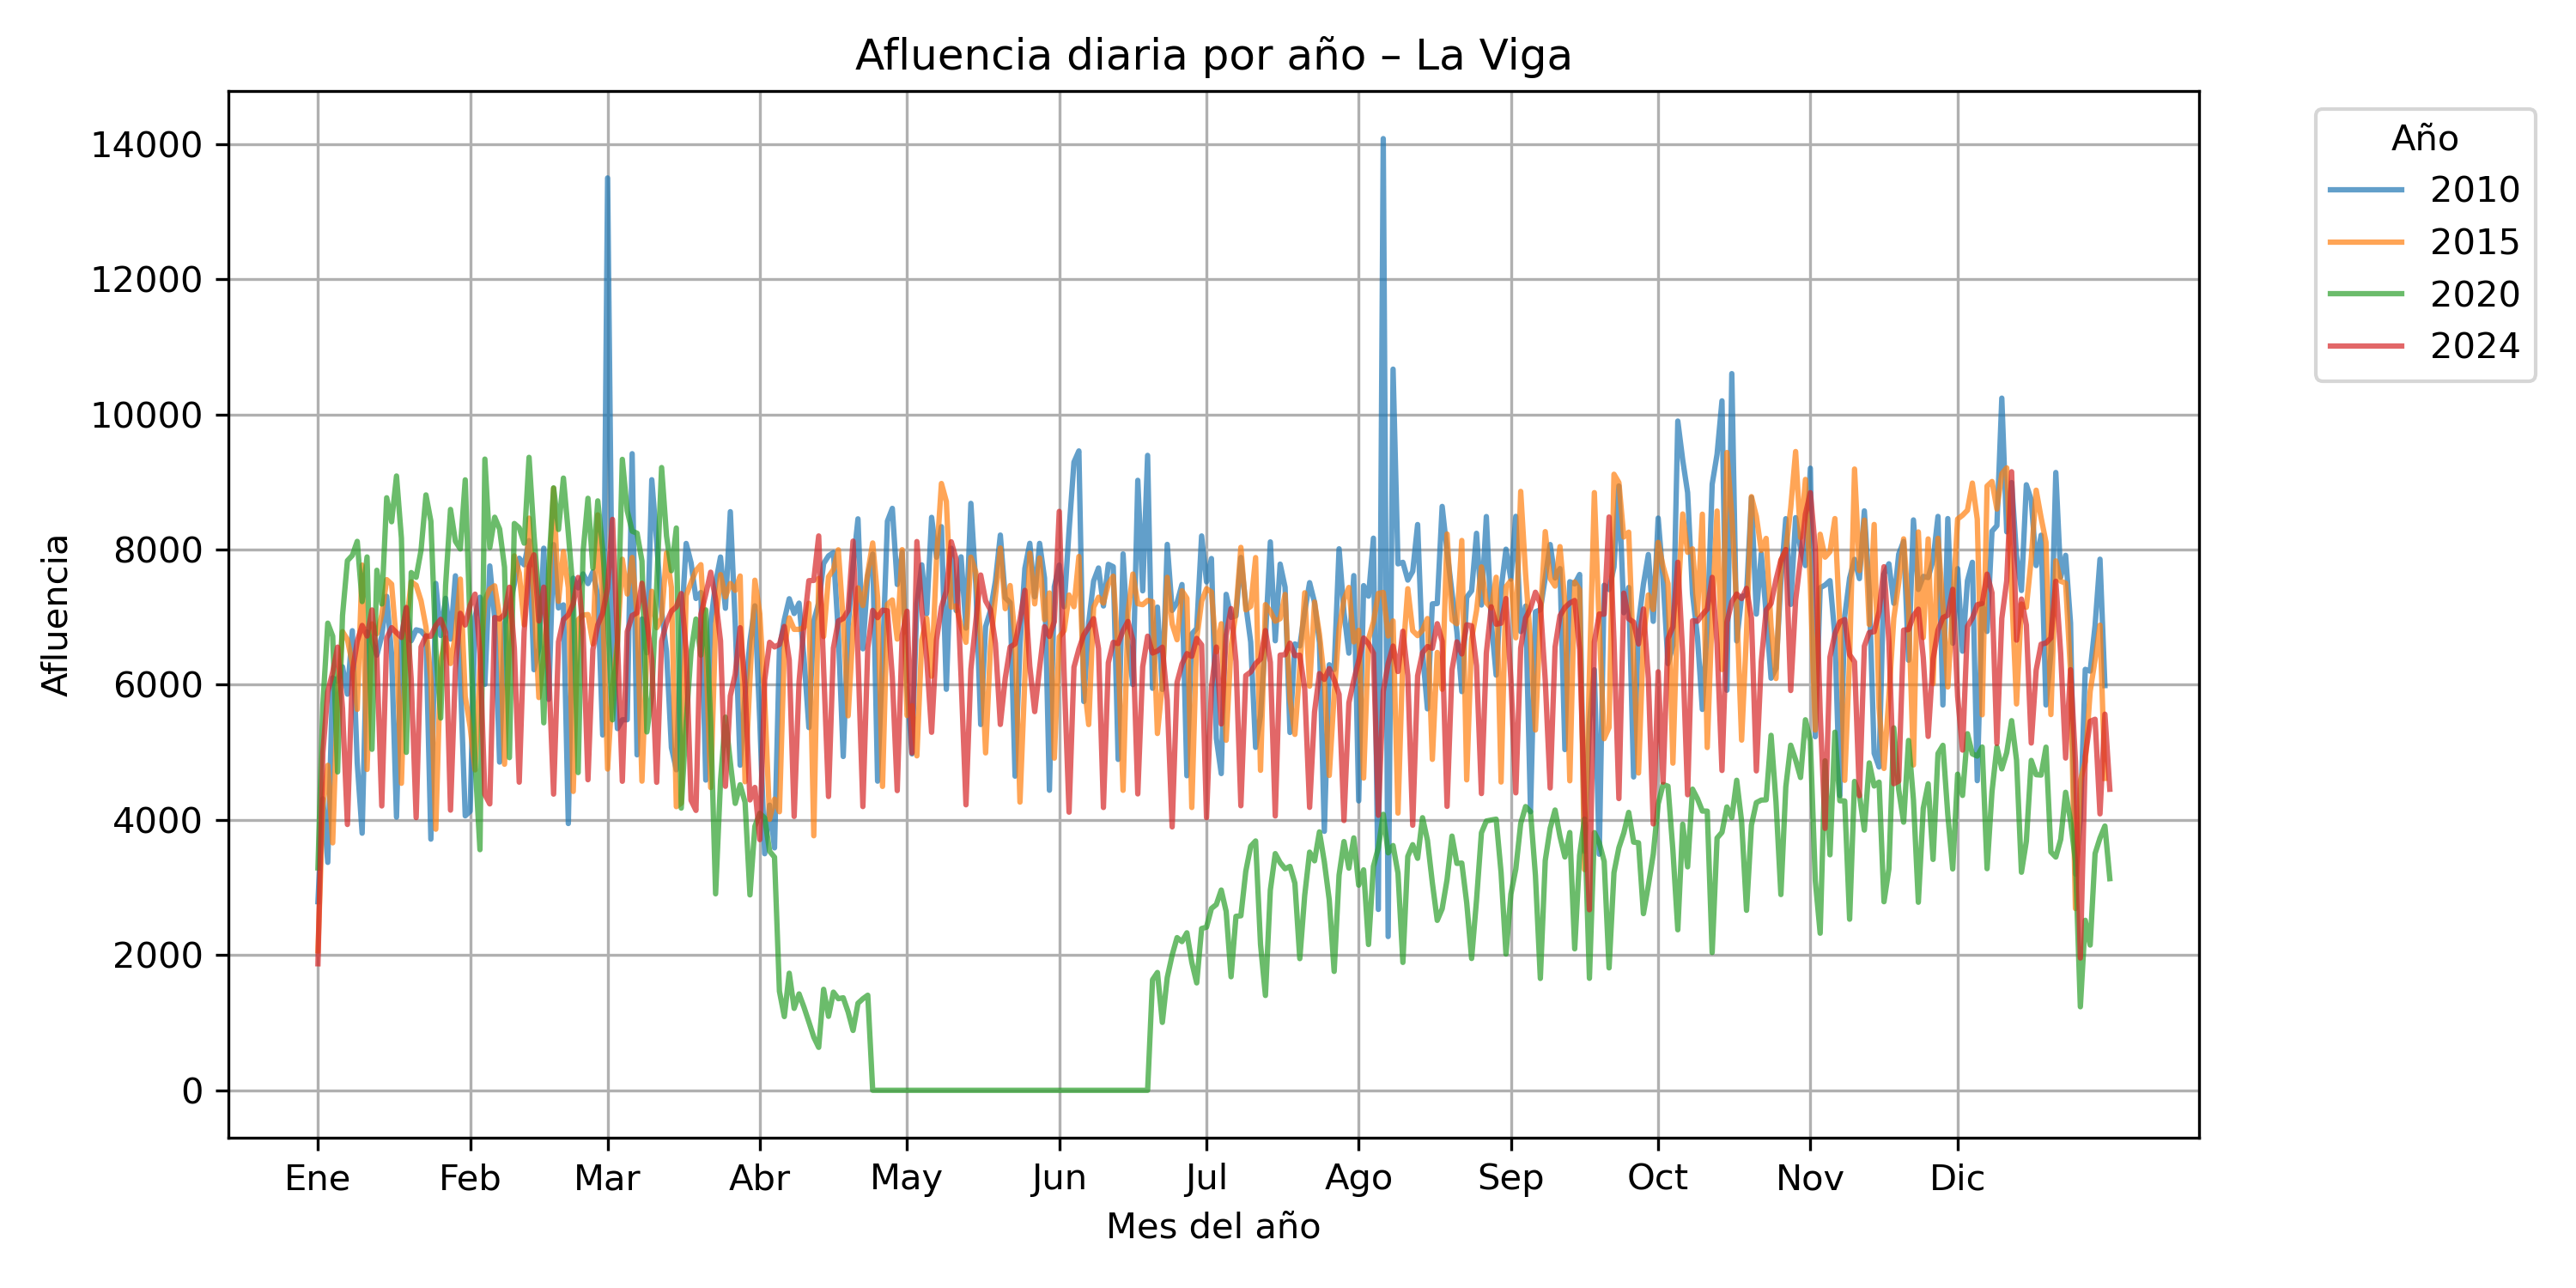 Afluencia diaria por año – La Viga
Afluencia
14000
12000
10000
8000
6000
4000
2000
0
Ene Feb Mar Abr May Jun Jul Ago Sep Oct Nov Dic
Mes del año
Año
2010
2015
2020
2024